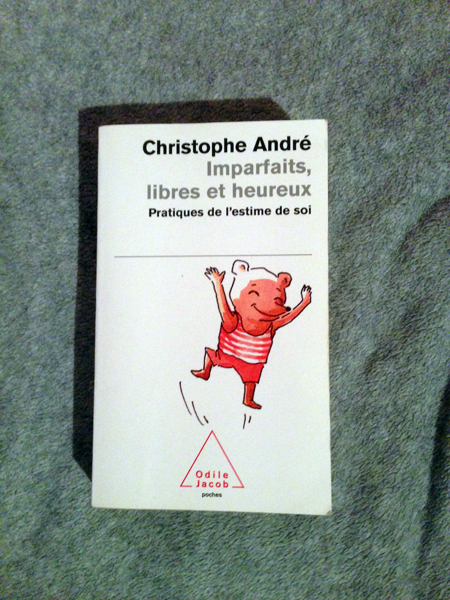 Christophe André
Imparfaits,
libres et heureux
Pratiques de l'estime de soi
Odile
Jacob
poches